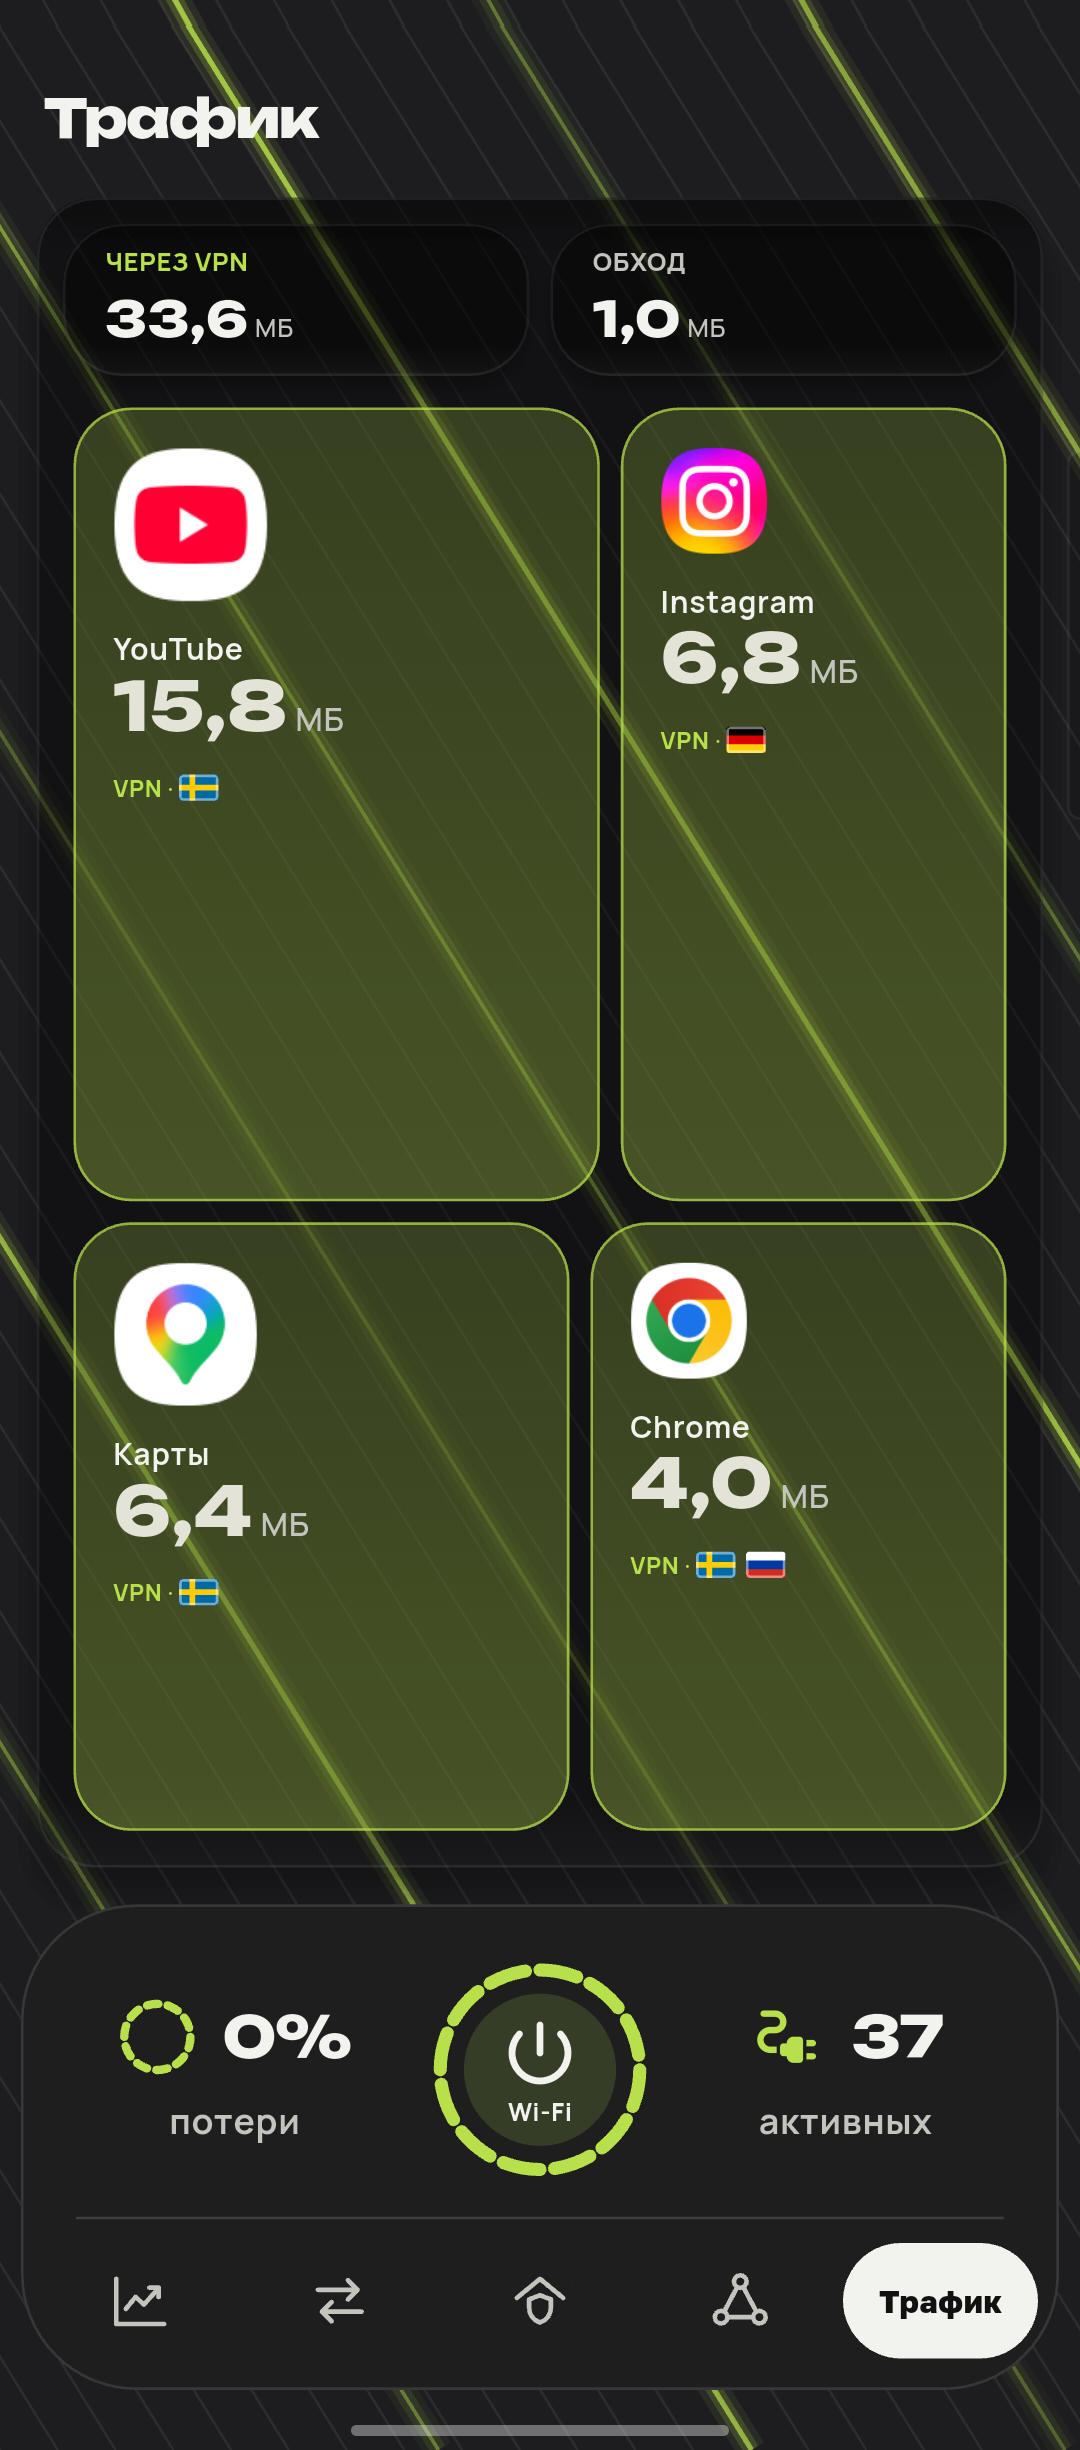 Трафик
ЧЕРЕЗ VPN
33,6 МБ
ОБХОД
1,0 МБ
YouTube
15,8 МБ
VPN ·
Instagram
6,8 МБ
VPN ·
Карты
6,4 МБ
VPN ·
Chrome
4,0 МБ
VPN ·
0%
потери
Wi-Fi
37
активных
Трафик